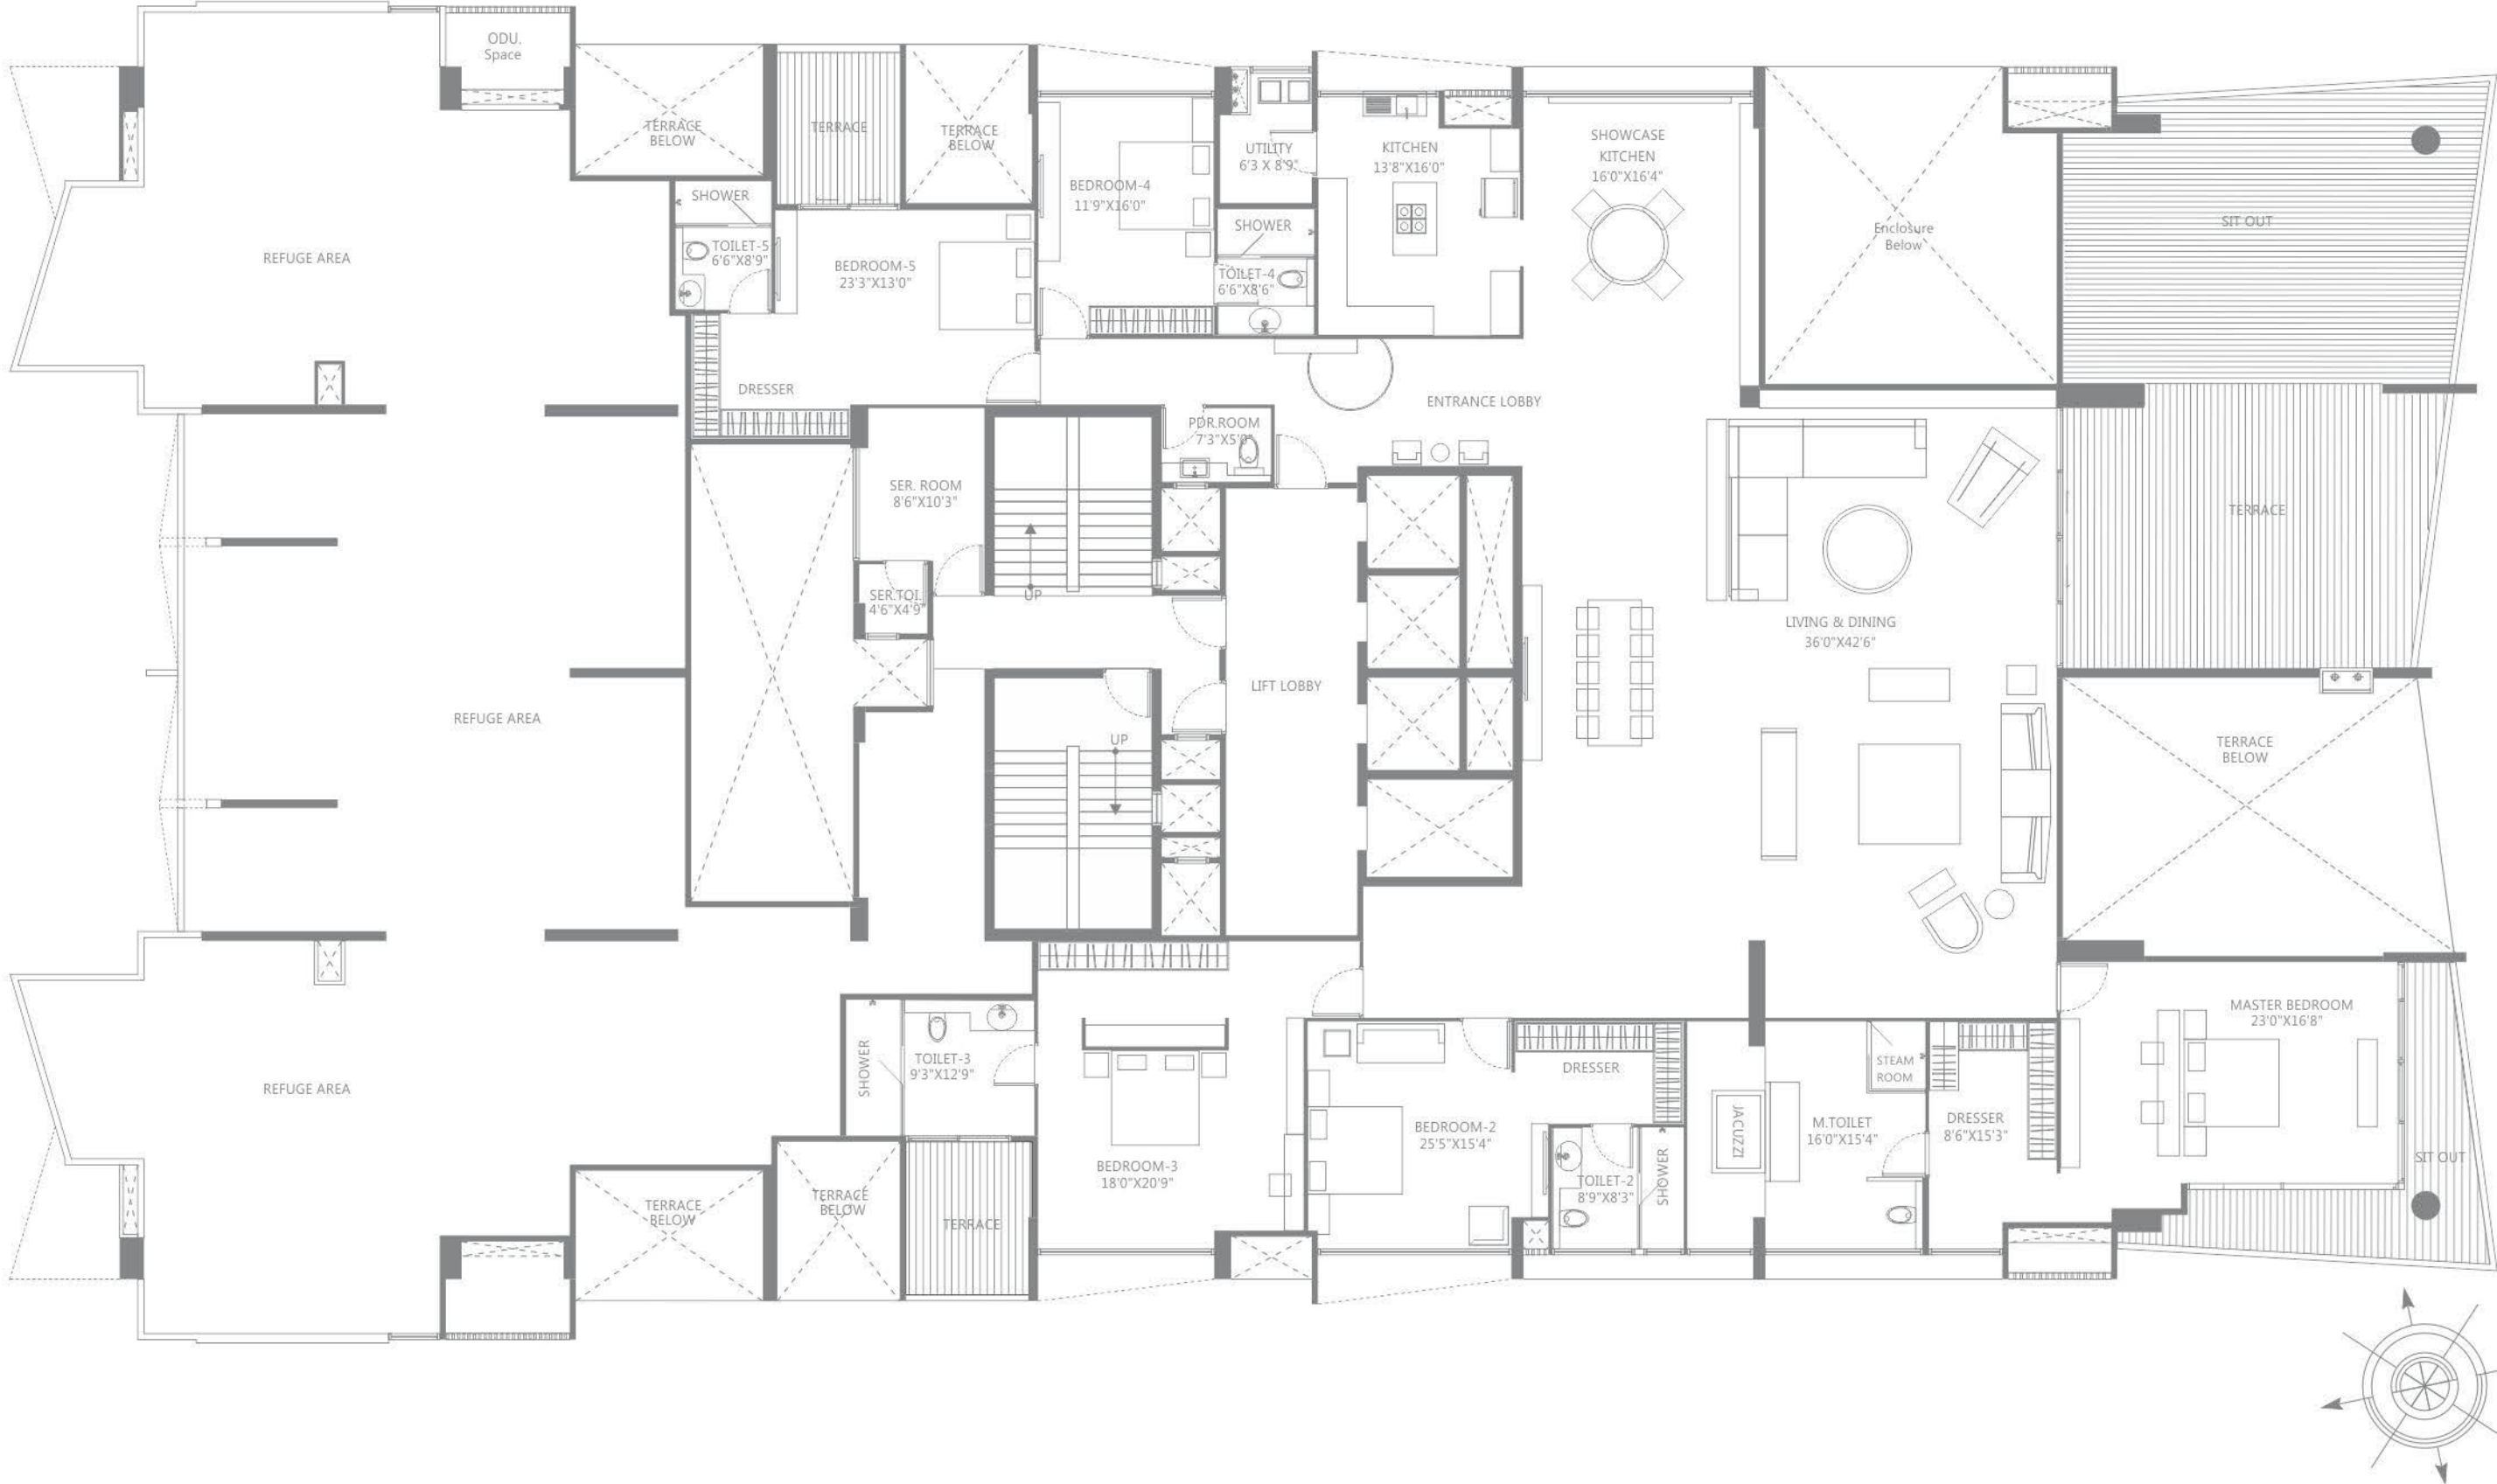 ODU.
Space
TERRACE
BELOW
TERRACE
TERRACE
BELOW
SHOWER
TOILET-5
6'6"X8'9"
BEDROOM-5
23'3"X13'0"
DRESSER
REFUGE AREA
BEDROOM-4
11'9"X16'0"
UTILITY
6'3 X 8'9"
SHOWER
TOILET-4
6'6"X8'6"
KITCHEN
13'8"X16'0"
SHOWCASE
KITCHEN
16'0"X16'4"
Enclosure
Below
SIT OUT
ENTRANCE LOBBY
PDR.ROOM
7'3"X5'0"
SER. ROOM
8'6"X10'3"
SER.TOI.
4'6"X4'9"
UP
TERRACE
LIVING & DINING
36'0"X42'6"
LIFT LOBBY
REFUGE AREA
UP
TERRACE
BELOW
REFUGE AREA
SHOWER
TOILET-3
9'3"X12'9"
TERRACE
BELOW
TERRACE
BELOW
TERRACE
BEDROOM-3
18'0"X20'9"
BEDROOM-2
25'5"X15'4"
DRESSER
TOILET-2
8'9"X8'3"
SHOWER
JACUZZI
M.TOILET
16'0"X15'4"
STEAM
ROOM
DRESSER
8'6"X15'3"
MASTER BEDROOM
23'0"X16'8"
SIT OUT